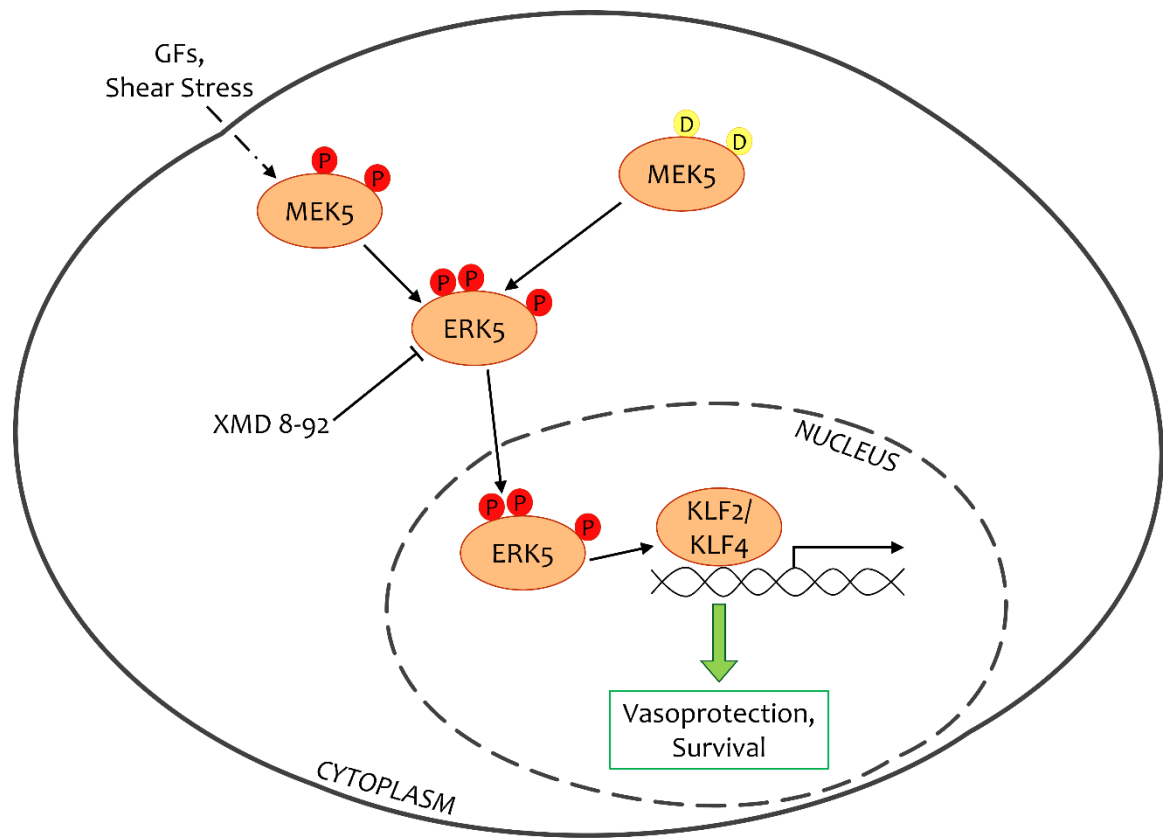 GFs,
Shear Stress
P
P
MEK5
D
D
MEK5
P
P
P
ERK5
XMD 8-92
NUCLEUS
P
P
P
ERK5
KLF2/
KLF4
Vasoprotection,
Survival
CYTOPLASM